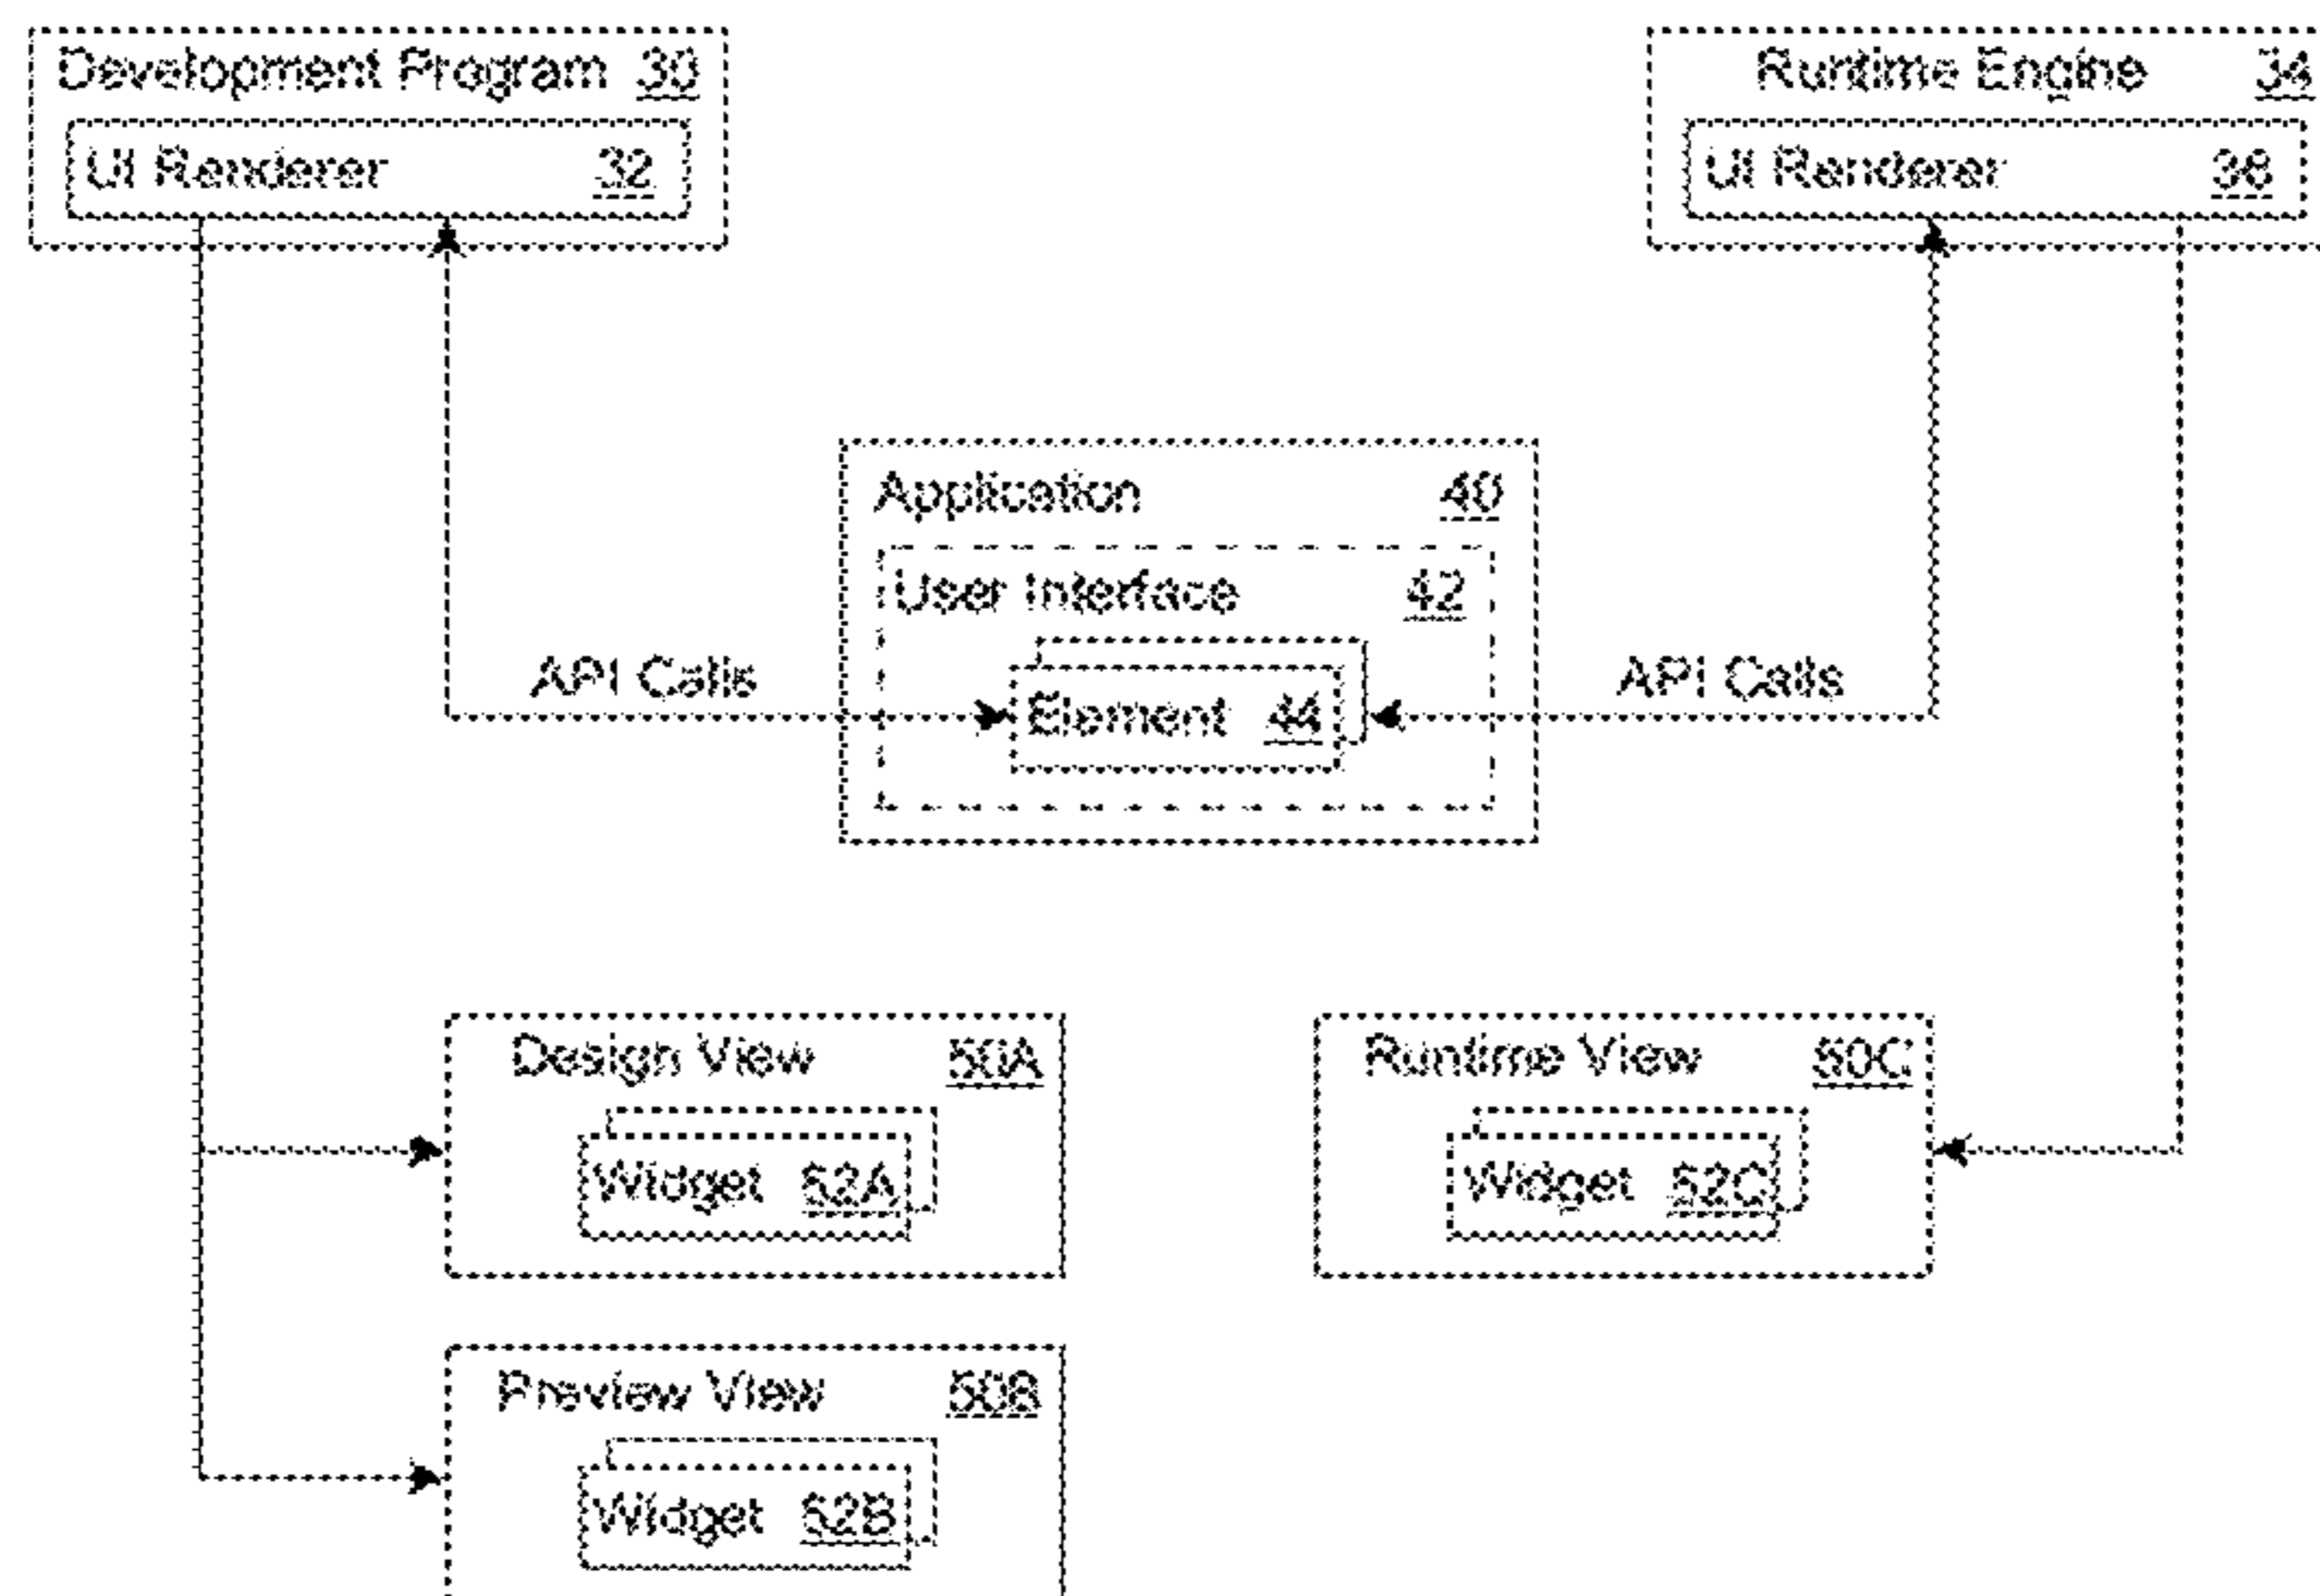 Development Program 30
UI Renderer 32
Runtime Engine 34
UI Renderer 36
Application 40
User Interface 42
Element 44
API Calls
API Calls
Design View 50A
Widget 52A
Runtime View 50C
Widget 52C
Preview View 50B
Widget 52B